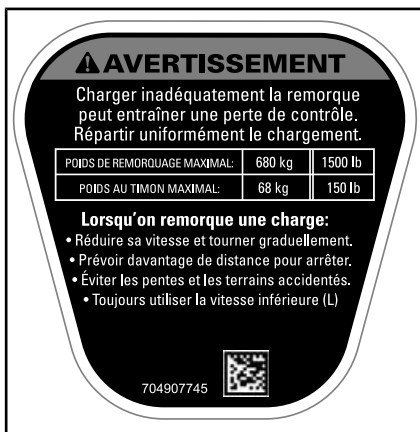 AVERTISSEMENT
Charger inadéquatement la remorque
peut entraîner une perte de contrôle.
Répartir uniformément le chargement.
POIDS DE REMORQUAGE MAXIMAL: 680 kg 1500 lb
POIDS AU TIMON MAXIMAL: 68 kg 150 lb
Lorsqu'on remorque une charge:
• Réduire sa vitesse et tourner graduellement.
• Prévoir davantage de distance pour arrêter.
• Éviter les pentes et les terrains accidentés.
• Toujours utiliser la vitesse inférieure (L)
704907745